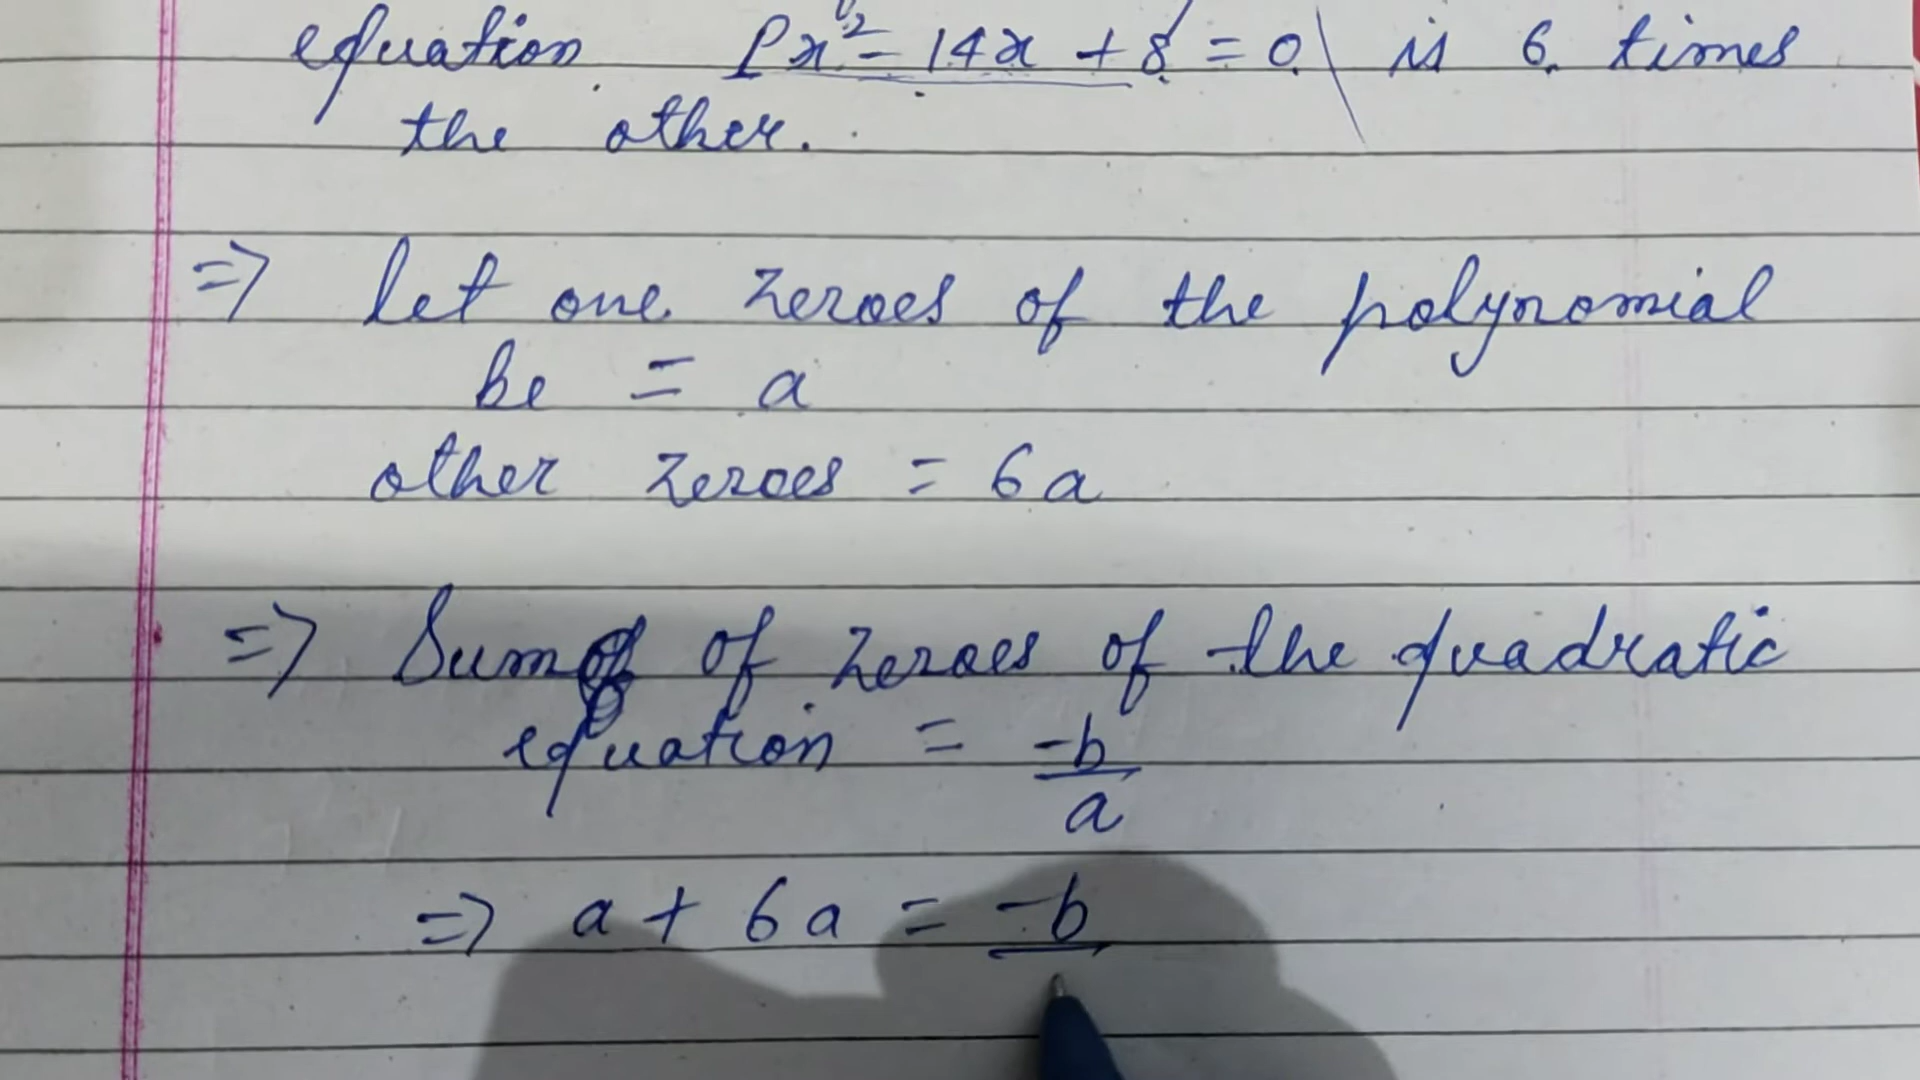 equation Px² - 14x + 8 = 0 is 6 times
the other.
=> let one zeroes of the polynomial
be = a
other zeroes = 6a
=> Sum of zeroes of the quadratic
equation = -b/a
=> a + 6a = -b